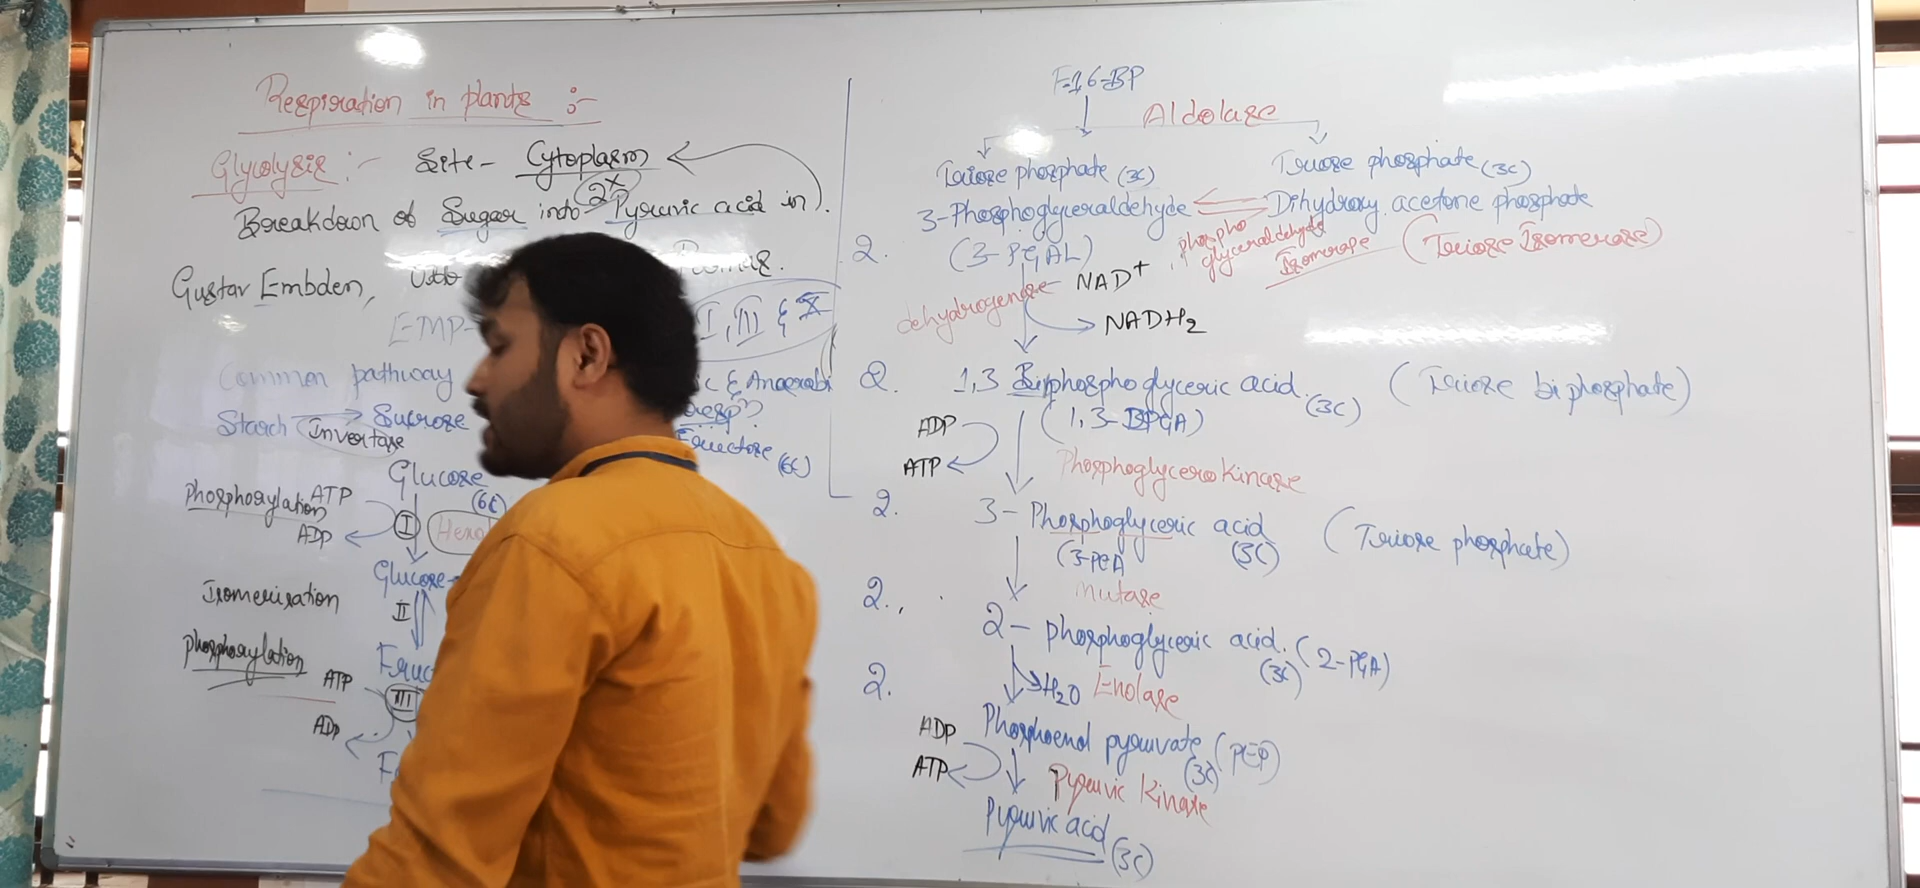 Respiration in plants :-
Glycolysis :- Site - Cytoplasm
2x
Breakdown of Sugar into Pyruvic acid in
Gustav Embden,
EMP-
I, III & X
Common pathway
& Anaerobi
resp??
Starch Sucrose
Invertase
Fructose (6C)
Glucose
(6C)
Phosphorylation ATP
ADP
I
Glucose-
Isomerisation
II
phosphorylation
ATP
III
ADP
F-1,6-BP
Aldolase
Triose phosphate (3C) Triose phosphate (3C)
3-Phosphoglyceraldehyde Dihydroxy acetone phosphate
2. (3-PGAL) phospho glyceraldehyde Isomerase (Triose Isomerase)
dehydrogenase NAD+
NADH2
2. 1,3 Bisphosphoglyceric acid. (3C) (Triose biphosphate)
(1,3-BPGA)
ADP
ATP
Phosphoglycerokinase
2. 3- Phosphoglyceric acid (Triose phosphate)
(3-PGA (3C)
mutase
2. 2- phosphoglyceric acid. (2-PGA)
(3C)
H2O Enolase
2.
Phosphoenol pyruvate (PEP)
(3C)
ADP
ATP
Pyruvic Kinase
Pyruvic acid
(3C)